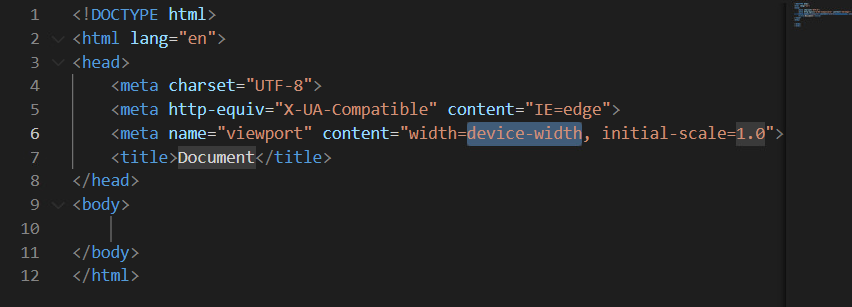 1 <!DOCTYPE html>
2 <html lang="en">
3 <head>
4 <meta charset="UTF-8">
5 <meta http-equiv="X-UA-Compatible" content="IE=edge">
6 <meta name="viewport" content="width=device-width, initial-scale=1.0">
7 <title>Document</title>
8 </head>
9 <body>
10
11 </body>
12 </html>